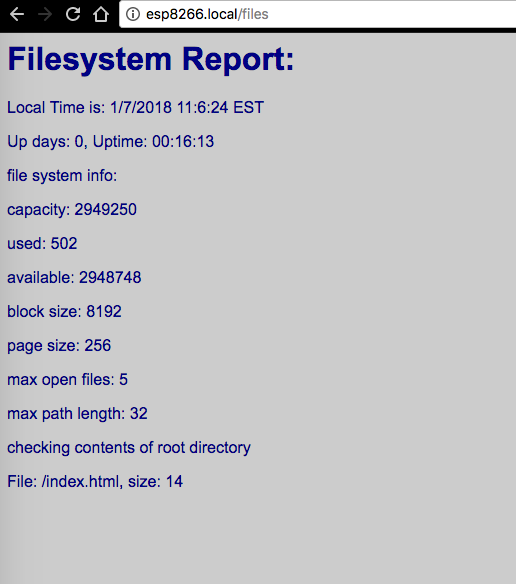 esp8266.local/files
Filesystem Report:
Local Time is: 1/7/2018 11:6:24 EST
Up days: 0, Uptime: 00:16:13
file system info:
capacity: 2949250
used: 502
available: 2948748
block size: 8192
page size: 256
max open files: 5
max path length: 32
checking contents of root directory
File: /index.html, size: 14